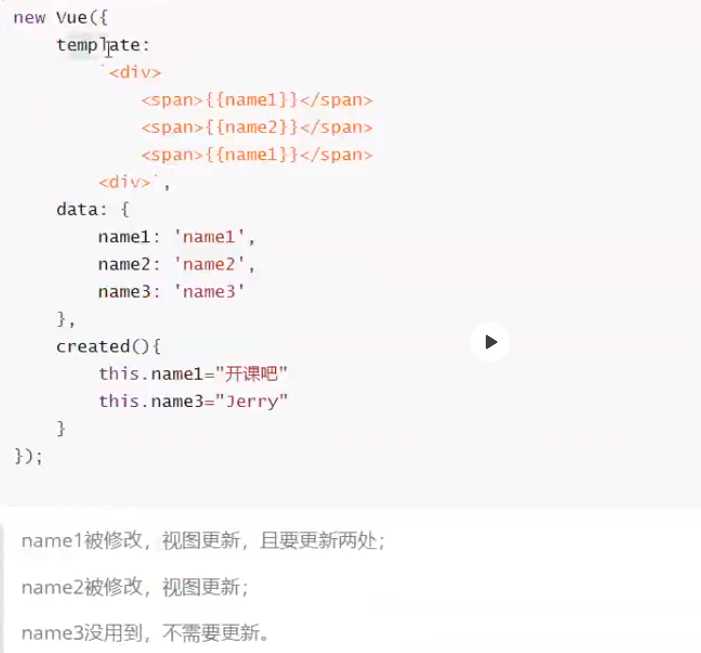 new Vue({
template:
`<div>
<span>{{name1}}</span>
<span>{{name2}}</span>
<span>{{name1}}</span>
<div>`,
data: {
name1: 'name1',
name2: 'name2',
name3: 'name3'
},
created(){
this.name1="开课吧"
this.name3="Jerry"
}
});
name1被修改，视图更新，且要更新两处;
name2被修改，视图更新;
name3没用到，不需要更新。